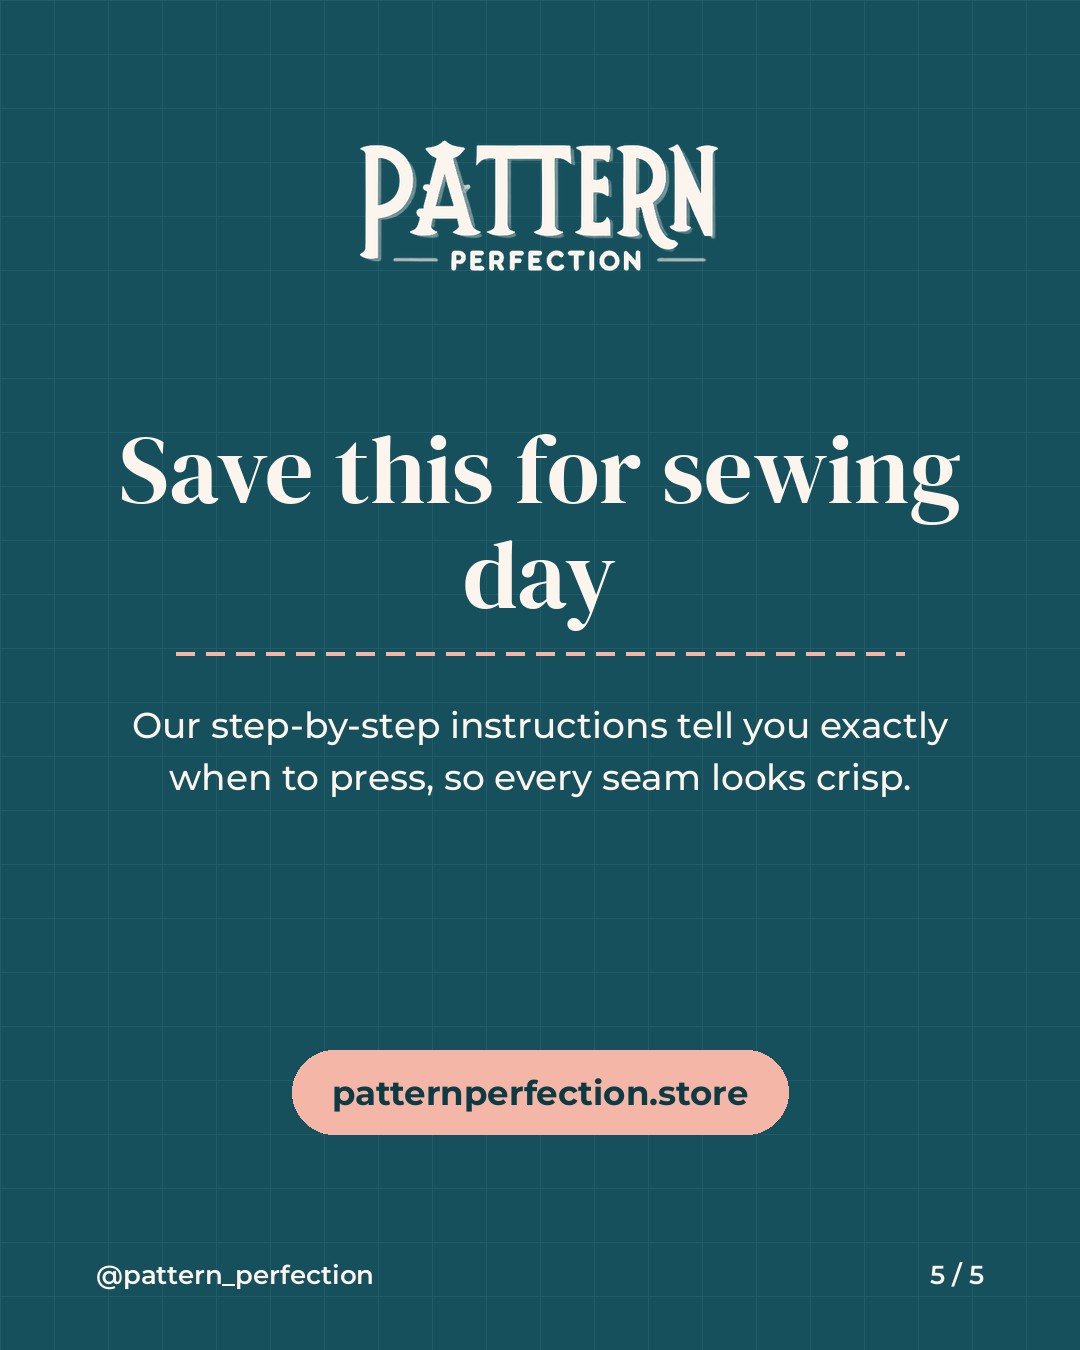 PATTERN
PERFECTION
Save this for sewing
day
Our step-by-step instructions tell you exactly
when to press, so every seam looks crisp.
patternperfection.store
@pattern_perfection
5 / 5